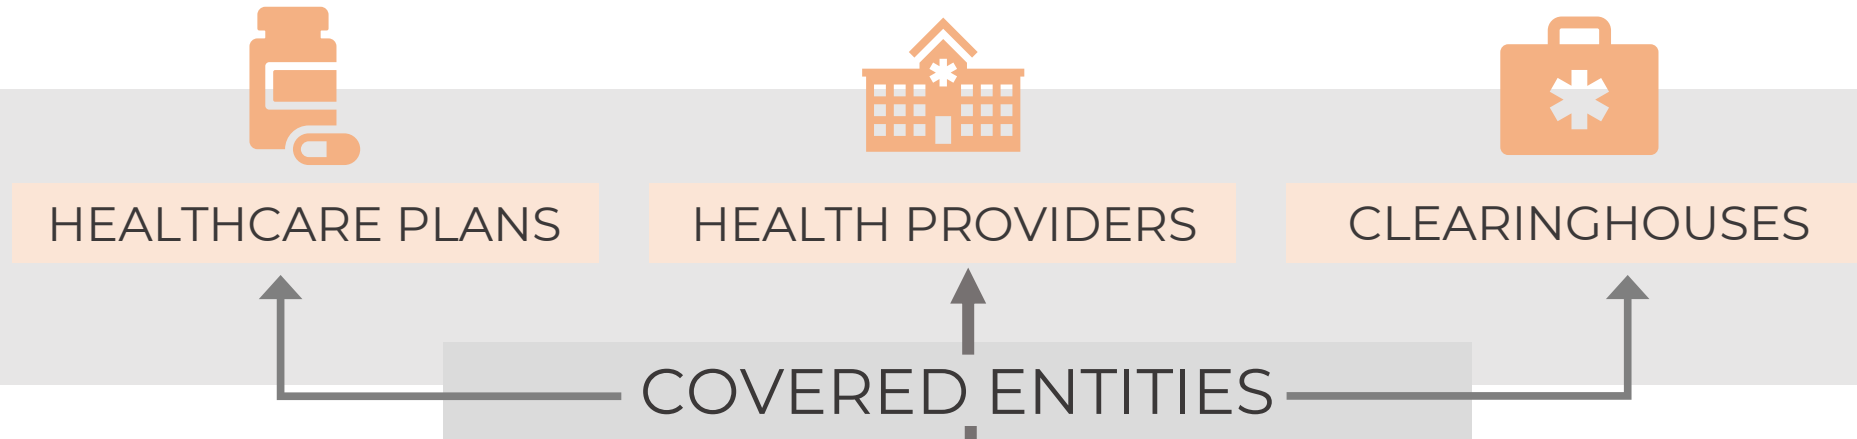 HEALTHCARE PLANS
HEALTH PROVIDERS
CLEARINGHOUSES
COVERED ENTITIES